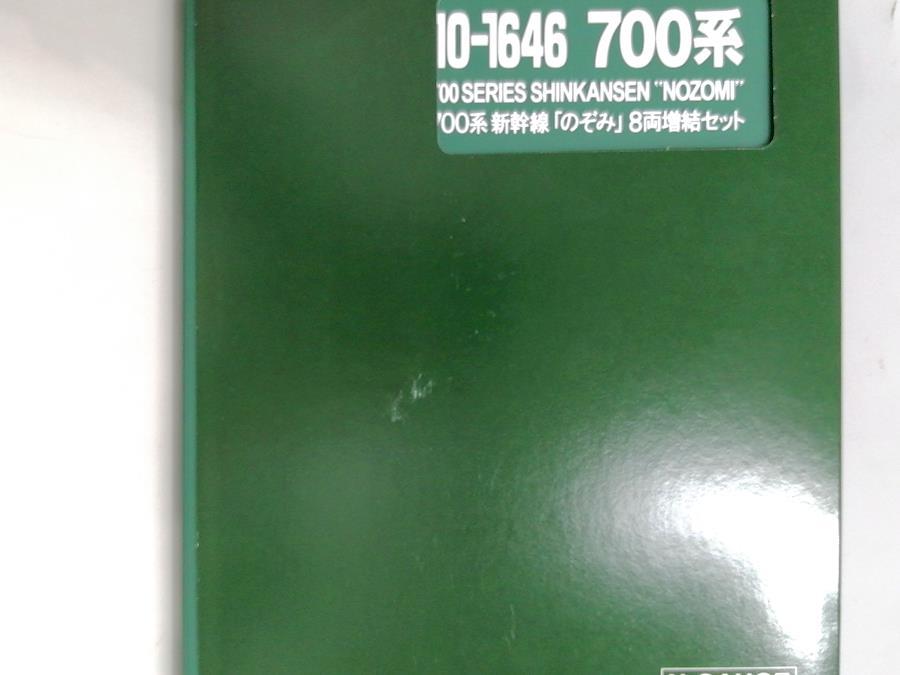 10-1646 700系
700 SERIES SHINKANSEN "NOZOMI"
700系 新幹線「のぞみ」8両増結セット
N GAUGE